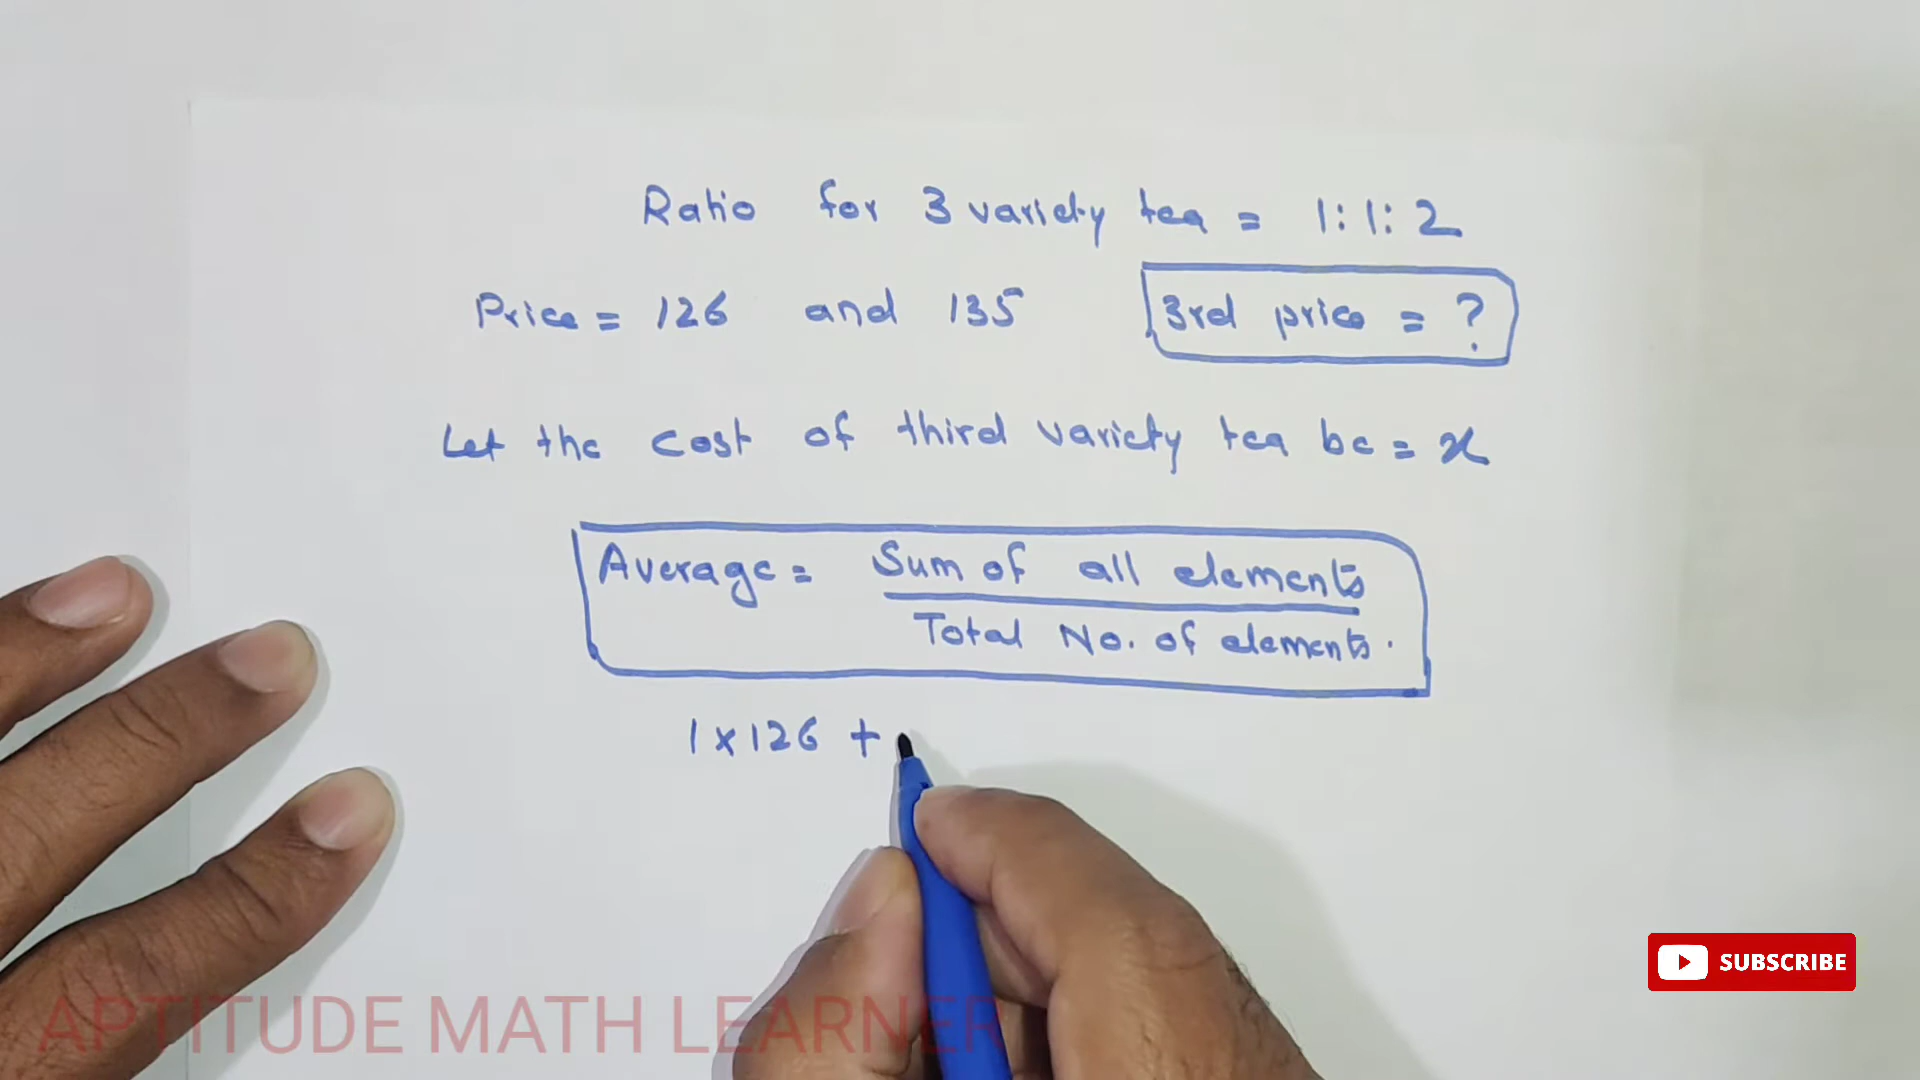 Ratio for 3 variety tea = 1:1:2
Price = 126 and 135
3rd price = ?
Let the cost of third variety tea be = x
Average = Sum of all elements
Total No. of elements.
1 x 126 +
SUBSCRIBE
APTITUDE MATH LEARNER